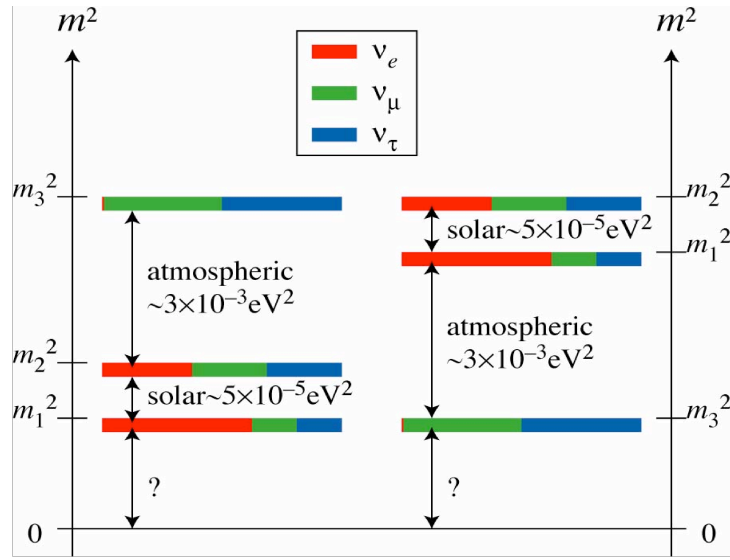 m²
m²
νₑ
ν_μ
ν_τ
m₃²
m₂²
solar~5×10⁻⁵eV²
m₁²
atmospheric
~3×10⁻³eV²
atmospheric
~3×10⁻³eV²
m₂²
solar~5×10⁻⁵eV²
m₁²
m₃²
?
?
0
0